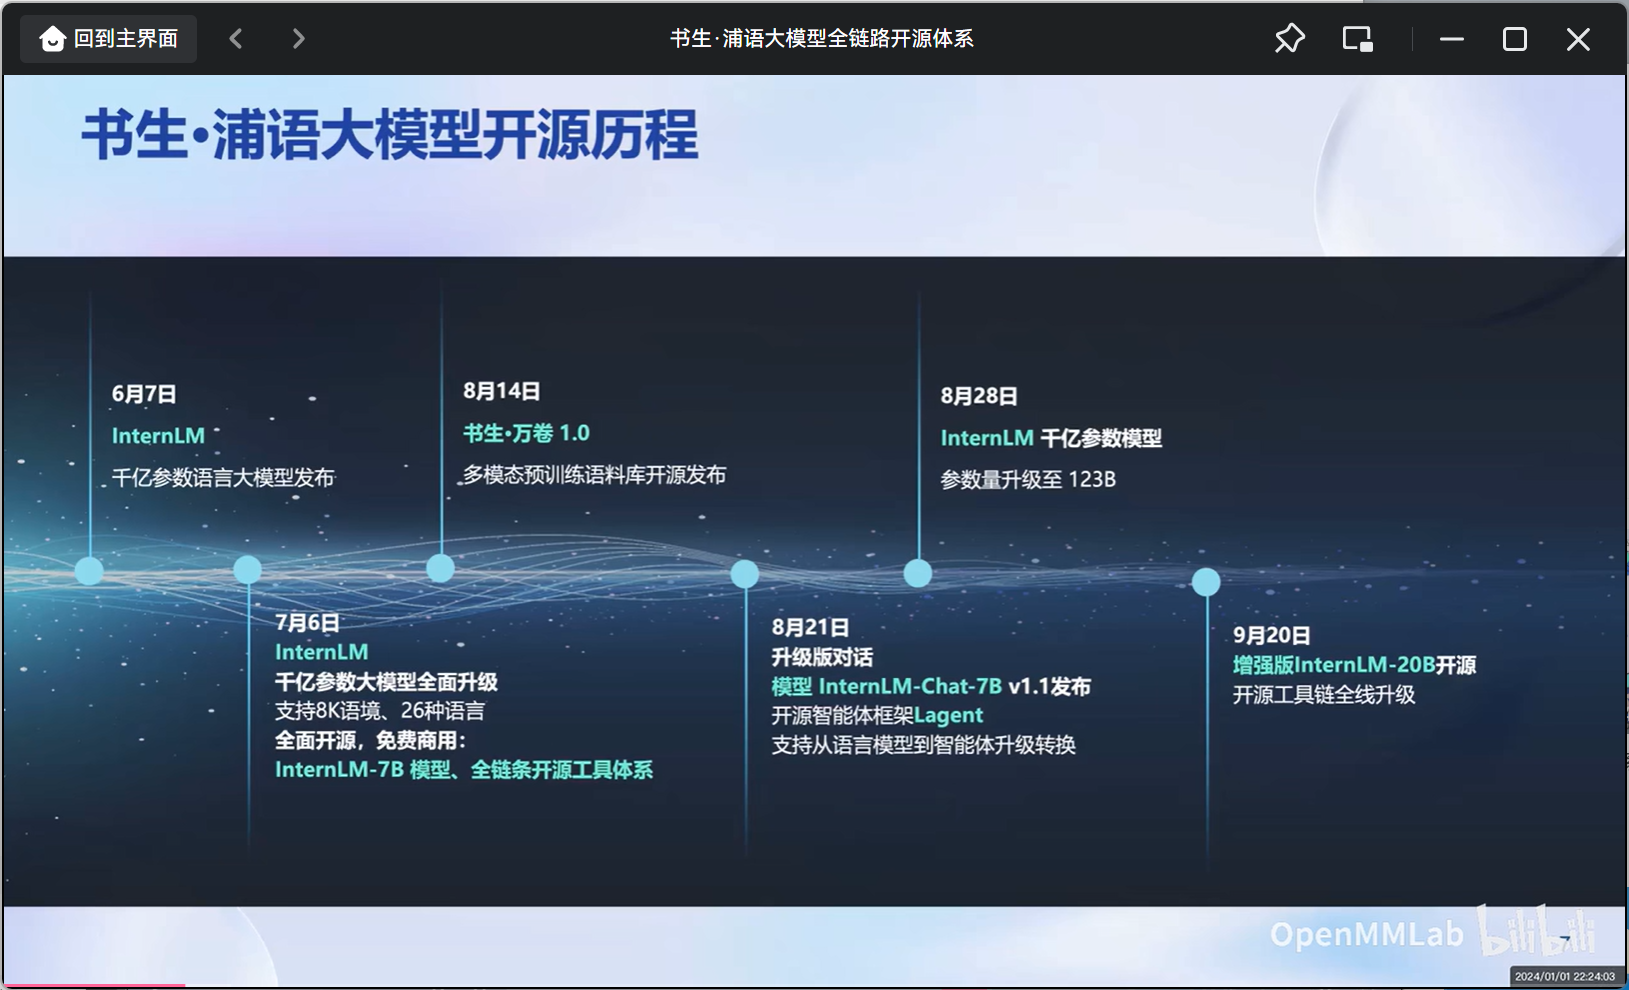 回到主界面
书生·浦语大模型全链路开源体系
书生·浦语大模型开源历程
6月7日
InternLM
千亿参数语言大模型发布
8月14日
书生·万卷 1.0
多模态预训练语料库开源发布
8月28日
InternLM 千亿参数模型
参数量升级至 123B
7月6日
InternLM
千亿参数大模型全面升级
支持8K语境、26种语言
全面开源，免费商用：
InternLM-7B 模型、全链条开源工具体系
8月21日
升级版对话
模型 InternLM-Chat-7B v1.1发布
开源智能体框架Lagent
支持从语言模型到智能体升级转换
9月20日
增强版InternLM-20B开源
开源工具链全线升级
OpenMMLab bilibili
7
2024/01/01 22:24:03